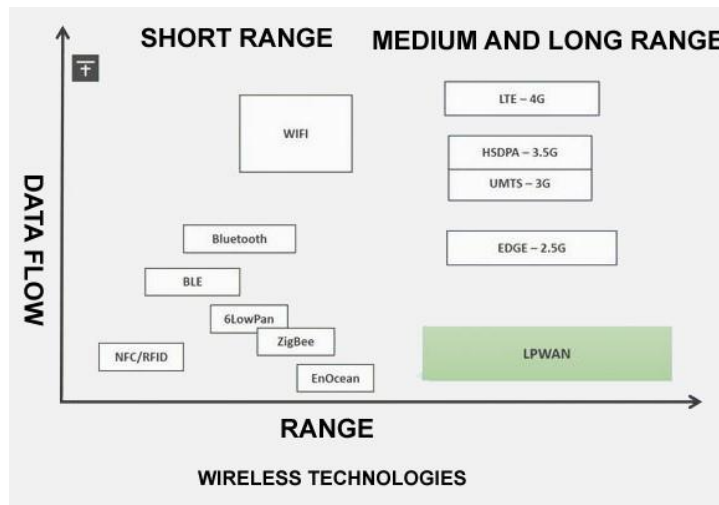 SHORT RANGE
MEDIUM AND LONG RANGE
DATA FLOW
WIFI
LTE – 4G
HSDPA – 3.5G
UMTS – 3G
Bluetooth
EDGE – 2.5G
BLE
6LowPan
ZigBee
NFC/RFID
EnOcean
LPWAN
RANGE
WIRELESS TECHNOLOGIES